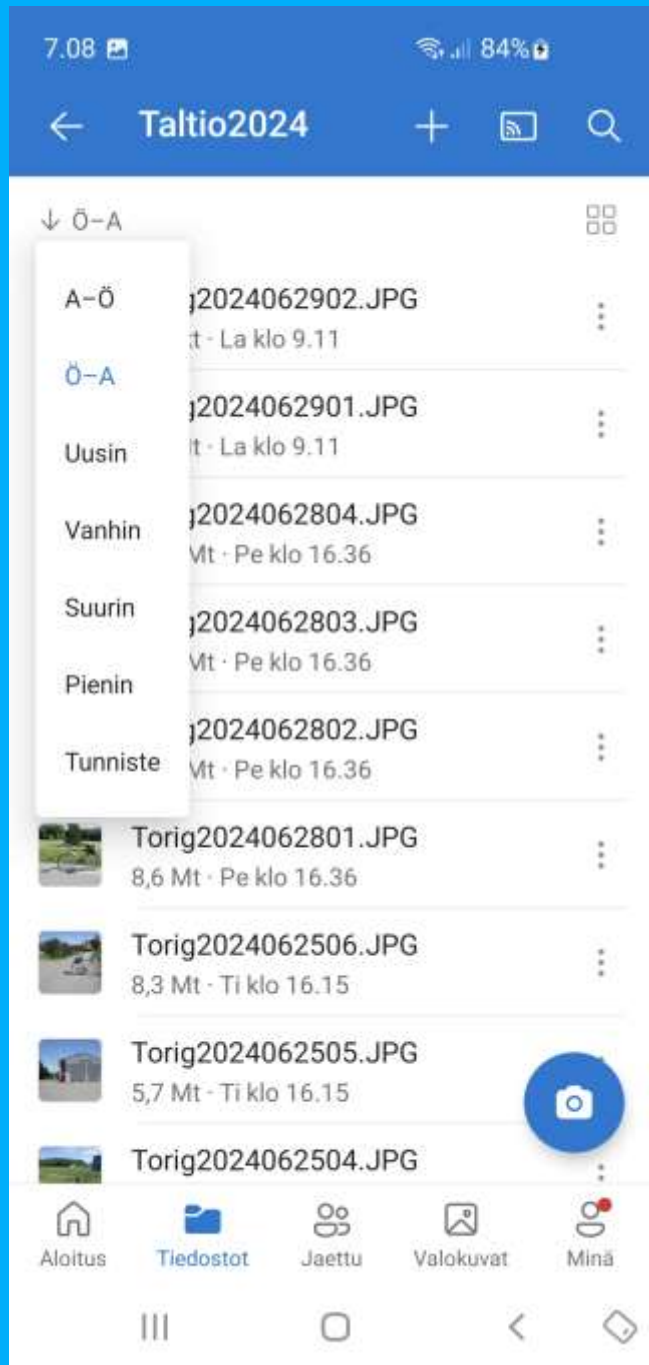 7.08 84%
Taltio2024
Ö–A
A–Ö
Ö–A
Uusin
Vanhin
Suurin
Pienin
Tunniste
g2024062902.JPG
La klo 9.11
g2024062901.JPG
La klo 9.11
g2024062804.JPG
Mt · Pe klo 16.36
g2024062803.JPG
Mt · Pe klo 16.36
g2024062802.JPG
Mt · Pe klo 16.36
Torig2024062801.JPG
8,6 Mt · Pe klo 16.36
Torig2024062506.JPG
8,3 Mt · Ti klo 16.15
Torig2024062505.JPG
5,7 Mt · Ti klo 16.15
Torig2024062504.JPG
Aloitus Tiedostot Jaettu Valokuvat Minä